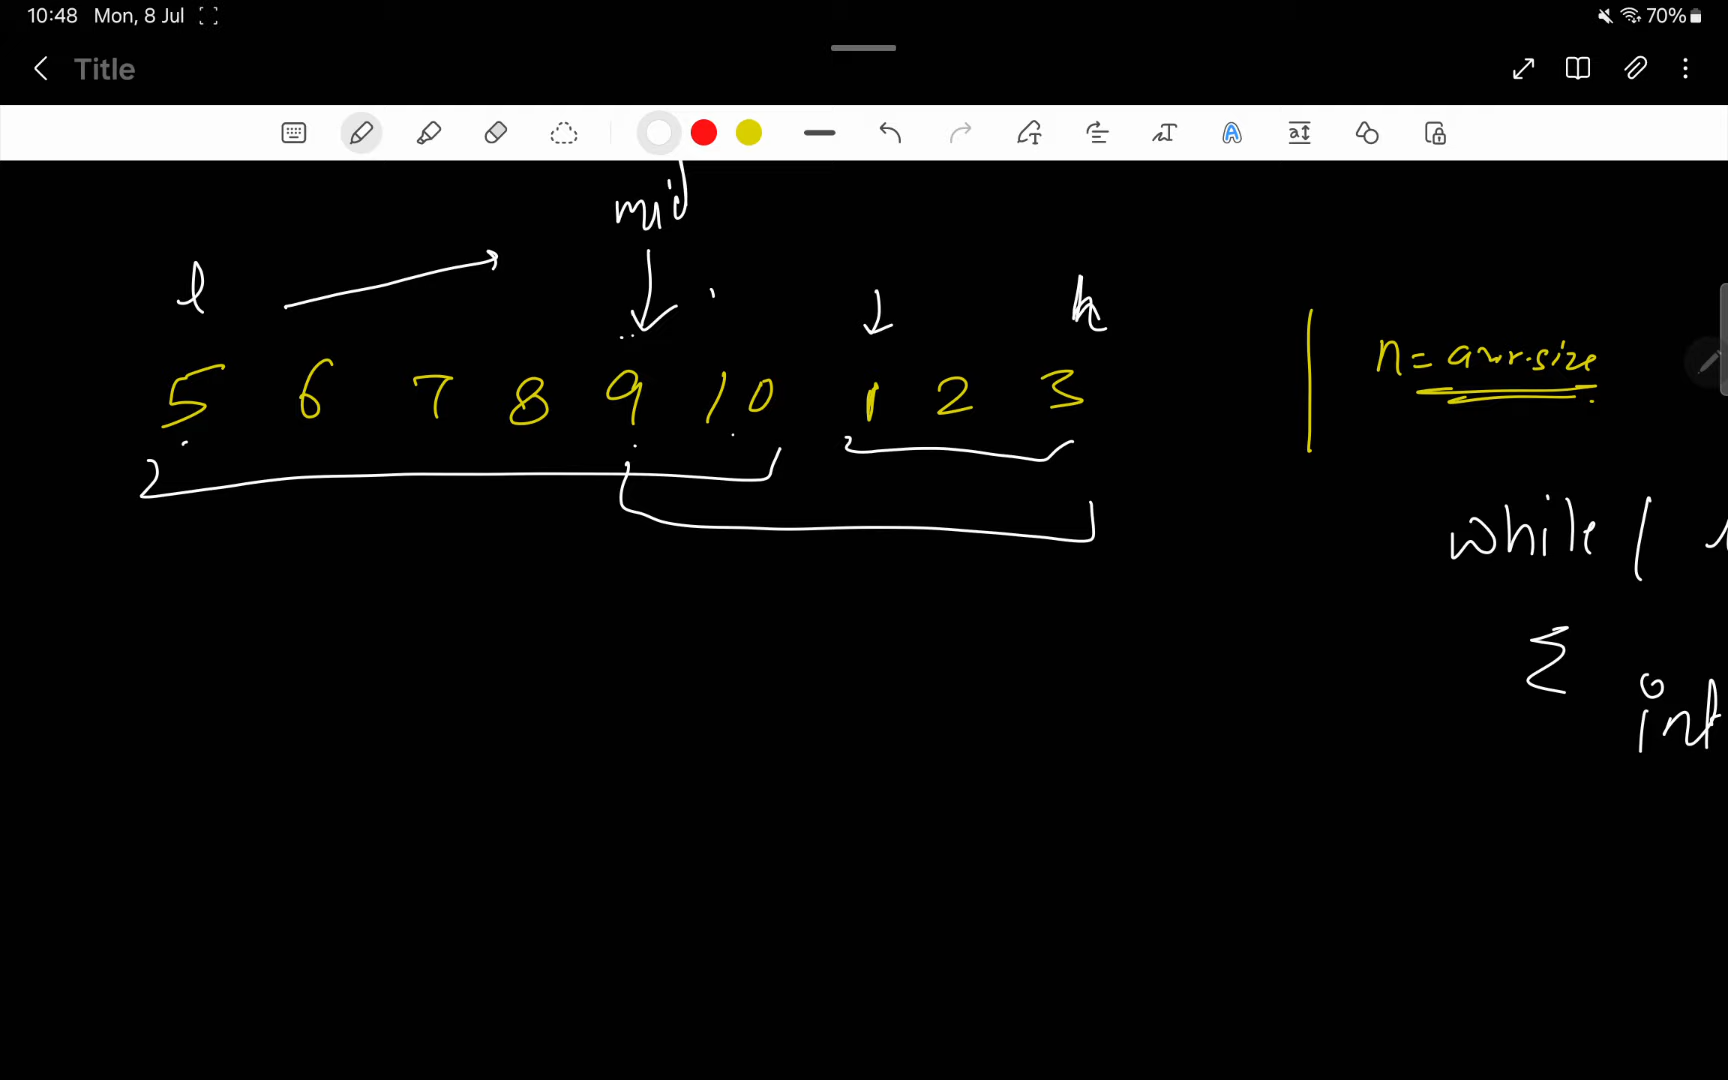 10:48 Mon, 8 Jul 70%
Title
mid
l h
5 6 7 8 9 10 1 2 3
n = arr.size
while (
{
int